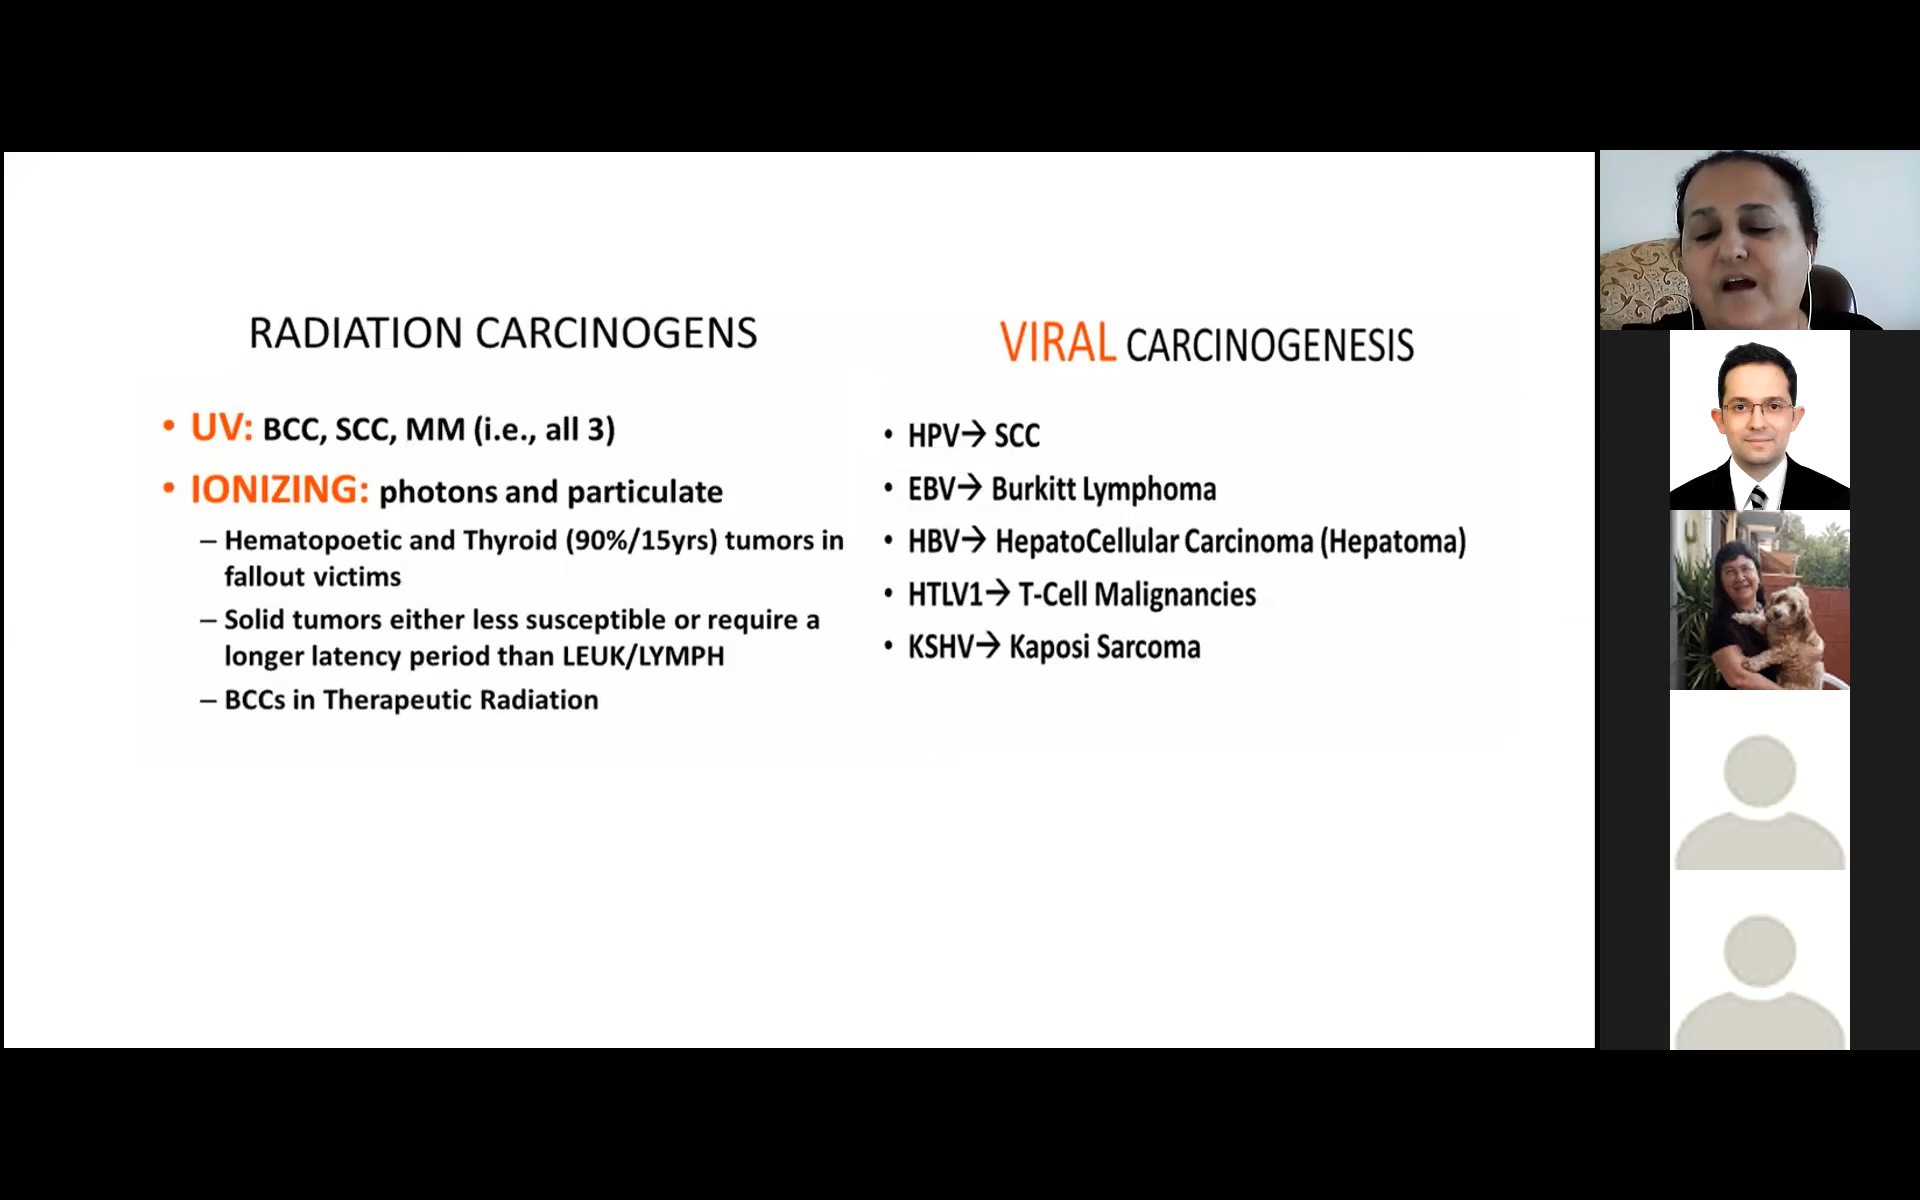 RADIATION CARCINOGENS
• UV: BCC, SCC, MM (i.e., all 3)
• IONIZING: photons and particulate
– Hematopoetic and Thyroid (90%/15yrs) tumors in
fallout victims
– Solid tumors either less susceptible or require a
longer latency period than LEUK/LYMPH
– BCCs in Therapeutic Radiation
VIRAL CARCINOGENESIS
• HPV→ SCC
• EBV→ Burkitt Lymphoma
• HBV→ HepatoCellular Carcinoma (Hepatoma)
• HTLV1→ T-Cell Malignancies
• KSHV→ Kaposi Sarcoma